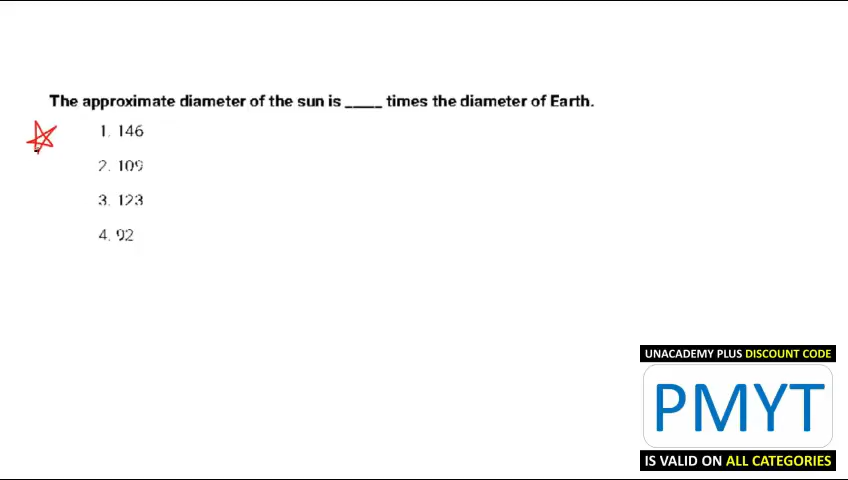 The approximate diameter of the sun is _____ times the diameter of Earth.
1. 146
2. 109
3. 123
4. 92
UNACADEMY PLUS DISCOUNT CODE
PMYT
IS VALID ON ALL CATEGORIES